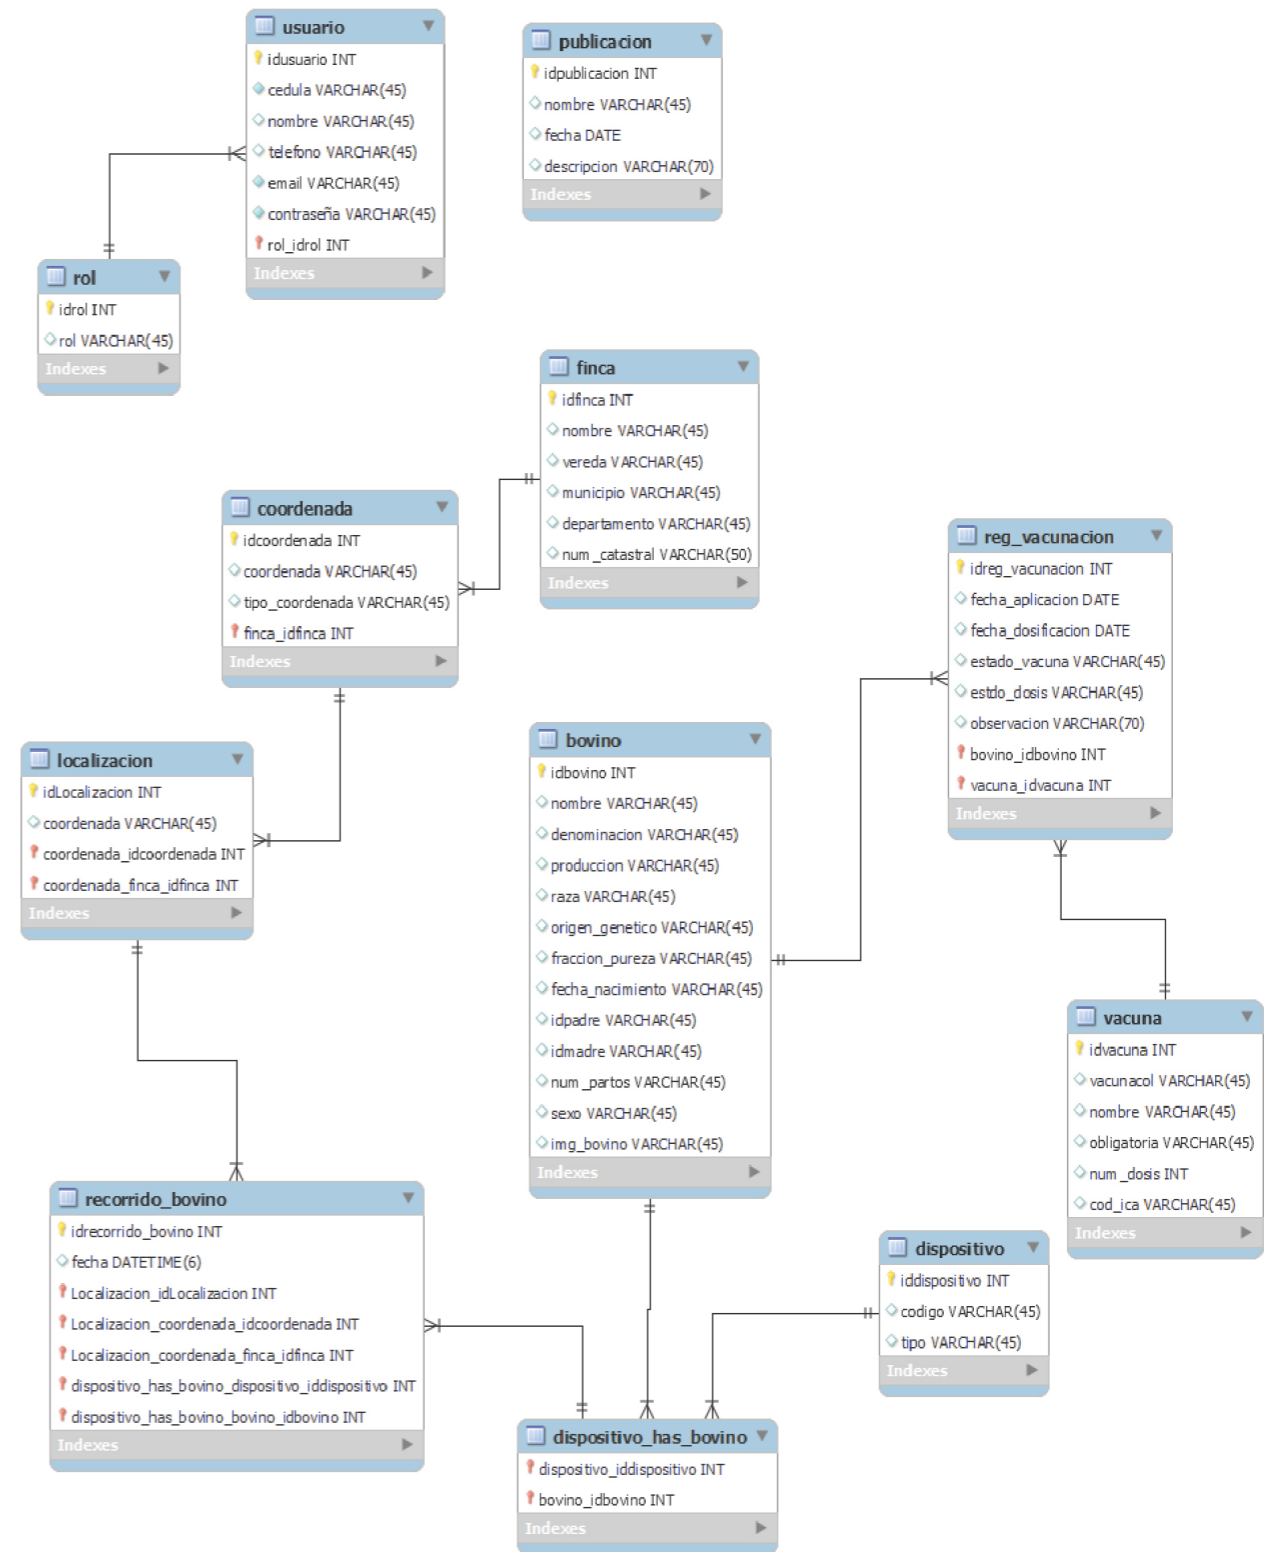 usuario
idusuario INT
cedula VARCHAR(45)
nombre VARCHAR(45)
telefono VARCHAR(45)
email VARCHAR(45)
contraseña VARCHAR(45)
rol_idrol INT
Indexes
publicacion
idpublicacion INT
nombre VARCHAR(45)
fecha DATE
descripcion VARCHAR(70)
Indexes
rol
idrol INT
rol VARCHAR(45)
Indexes
finca
idfinca INT
nombre VARCHAR(45)
vereda VARCHAR(45)
municipio VARCHAR(45)
departamento VARCHAR(45)
num_catastral VARCHAR(50)
Indexes
coordenada
idcoordenada INT
coordenada VARCHAR(45)
tipo_coordenada VARCHAR(45)
finca_idfinca INT
Indexes
reg_vacunacion
idreg_vacunacion INT
fecha_aplicacion DATE
fecha_dosificacion DATE
estado_vacuna VARCHAR(45)
estdo_dosis VARCHAR(45)
observacion VARCHAR(70)
bovino_idbovino INT
vacuna_idvacuna INT
Indexes
localizacion
idLocalizacion INT
coordenada VARCHAR(45)
coordenada_idcoordenada INT
coordenada_finca_idfinca INT
Indexes
bovino
idbovino INT
nombre VARCHAR(45)
denominacion VARCHAR(45)
produccion VARCHAR(45)
raza VARCHAR(45)
origen_genetico VARCHAR(45)
fraccion_pureza VARCHAR(45)
fecha_nacimiento VARCHAR(45)
idpadre VARCHAR(45)
idmadre VARCHAR(45)
num_partos VARCHAR(45)
sexo VARCHAR(45)
img_bovino VARCHAR(45)
Indexes
vacuna
idvacuna INT
vacunacol VARCHAR(45)
nombre VARCHAR(45)
obligatoria VARCHAR(45)
num_dosis INT
cod_ica VARCHAR(45)
Indexes
recorrido_bovino
idrecorrido_bovino INT
fecha DATETIME(6)
Localizacion_idLocalizacion INT
Localizacion_coordenada_idcoordenada INT
Localizacion_coordenada_finca_idfinca INT
dispositivo_has_bovino_dispositivo_iddispositivo INT
dispositivo_has_bovino_bovino_idbovino INT
Indexes
dispositivo
iddispositivo INT
codigo VARCHAR(45)
tipo VARCHAR(45)
Indexes
dispositivo_has_bovino
dispositivo_iddispositivo INT
bovino_idbovino INT
Indexes